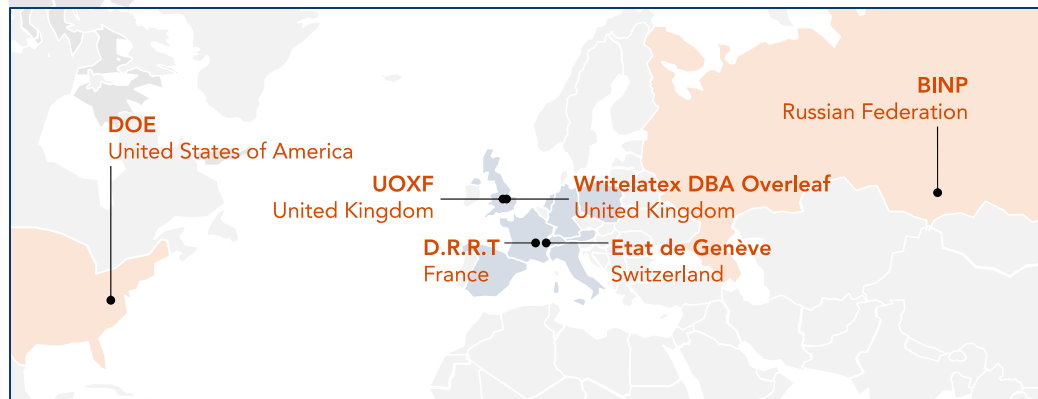 BINP
Russian Federation
DOE
United States of America
UOXF
United Kingdom
Writelatex DBA Overleaf
United Kingdom
D.R.R.T
France
Etat de Genève
Switzerland